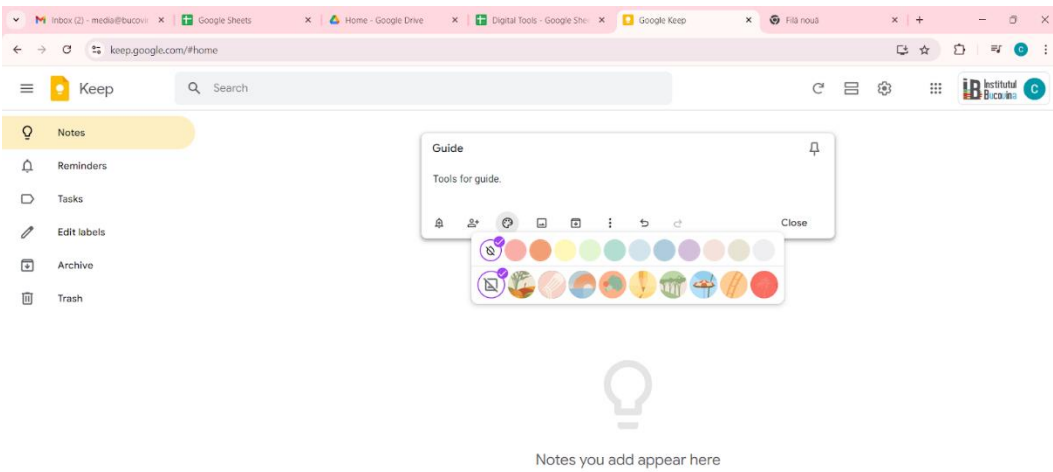 Inbox (2) - media@bucovi
Google Sheets
Home - Google Drive
Digital Tools - Google She
Google Keep
Filă nouă
keep.google.com/#home
Keep
Search
Institutul
Bucovina
C
C
Notes
Reminders
Tasks
Edit labels
Archive
Trash
Guide
Tools for guide.
Close
Notes you add appear here